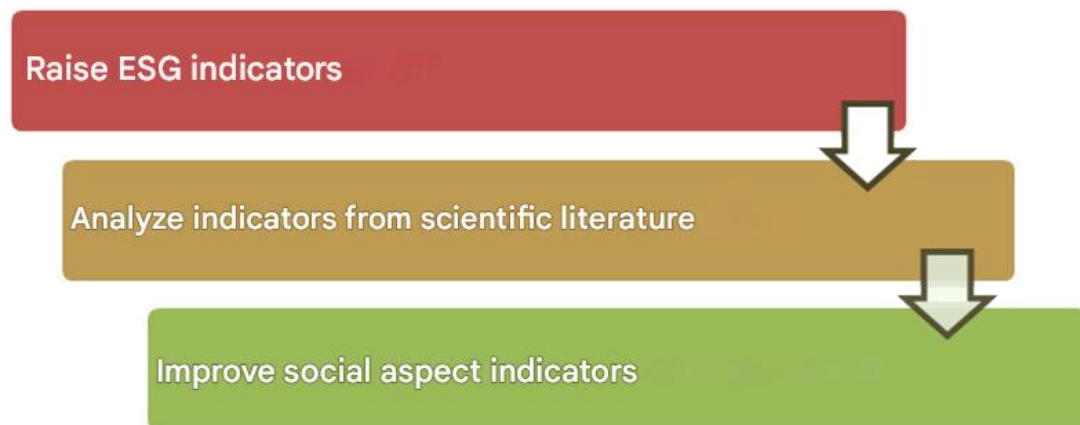 Raise ESG indicators
Analyze indicators from scientific literature
Improve social aspect indicators